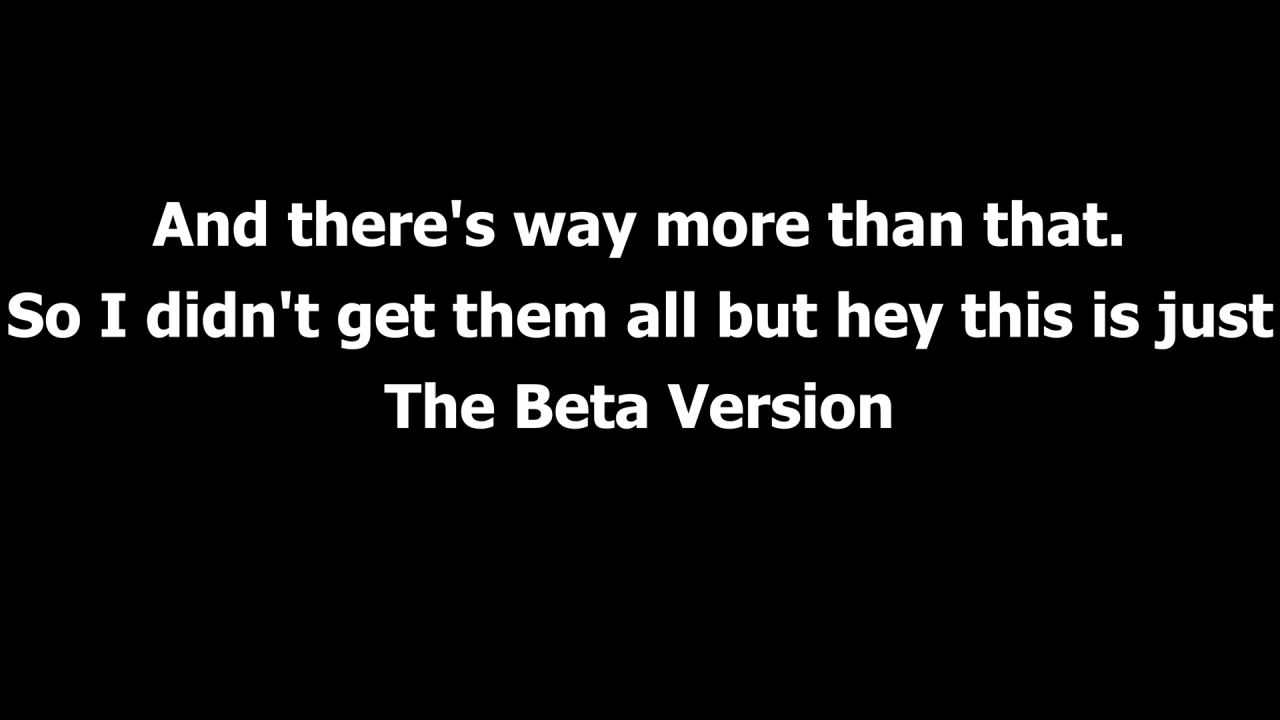 And there's way more than that.
So I didn't get them all but hey this is just
The Beta Version